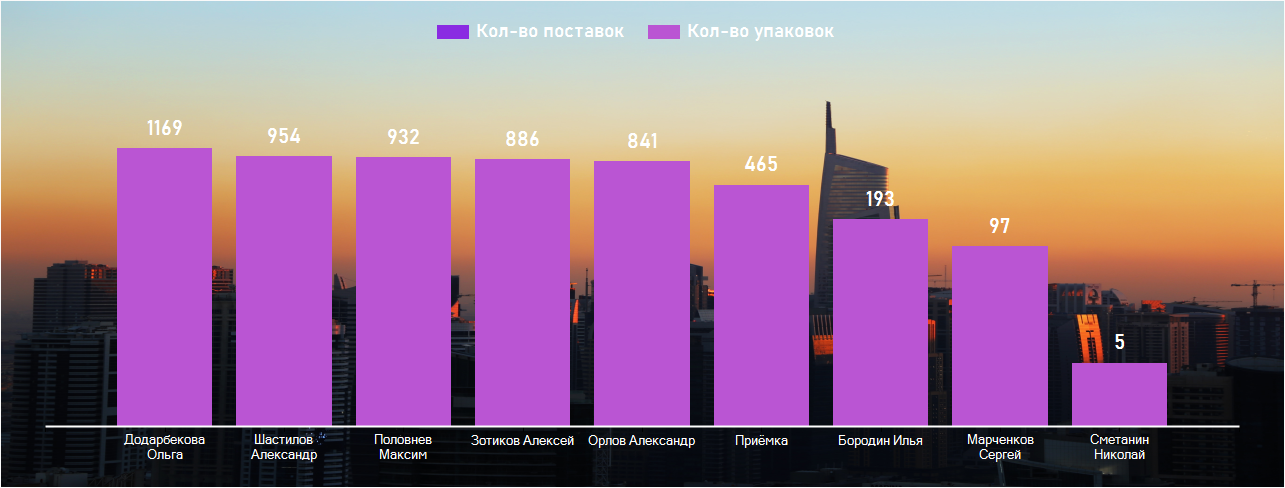 Кол-во поставок Кол-во упаковок
1169 954 932 886 841 465 193 97 5
Додарбекова Ольга
Шастилов Александр
Половнев Максим
Зотиков Алексей
Орлов Александр
Приёмка
Бородин Илья
Марченков Сергей
Сметанин Николай